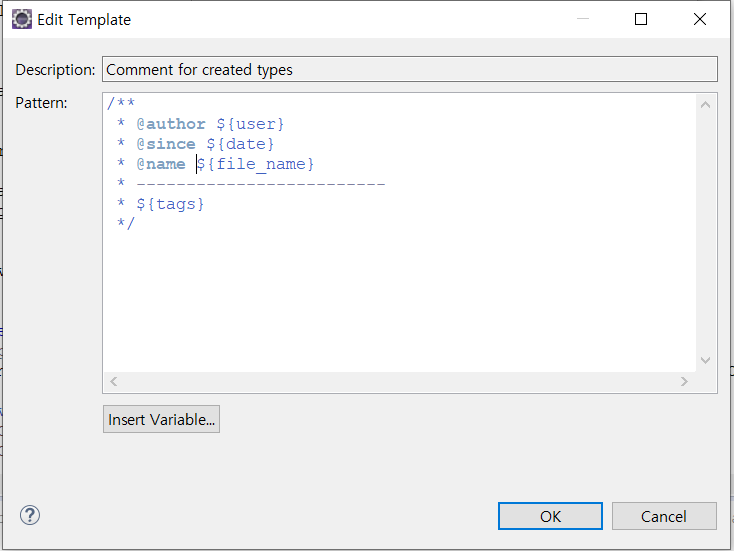 Edit Template
Description: Comment for created types
Pattern:
/**
* @author ${user}
* @since ${date}
* @name ${file_name}
* -------------------------
* ${tags}
*/
Insert Variable...
OK
Cancel